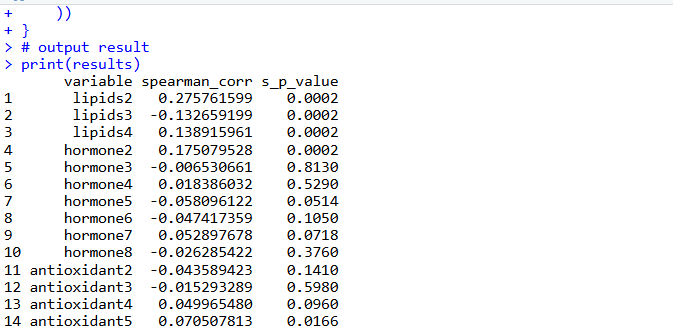 +     ))
+ }
> # output result
> print(results)
       variable spearman_corr s_p_value
1       lipids2   0.275761599    0.0002
2       lipids3  -0.132659199    0.0002
3       lipids4   0.138915961    0.0002
4      hormone2   0.175079528    0.0002
5      hormone3  -0.006530661    0.8130
6      hormone4   0.018386032    0.5290
7      hormone5  -0.058096122    0.0514
8      hormone6  -0.047417359    0.1050
9      hormone7   0.052897678    0.0718
10     hormone8  -0.026285422    0.3760
11 antioxidant2  -0.043589423    0.1410
12 antioxidant3  -0.015293289    0.5980
13 antioxidant4   0.049965480    0.0960
14 antioxidant5   0.070507813    0.0166